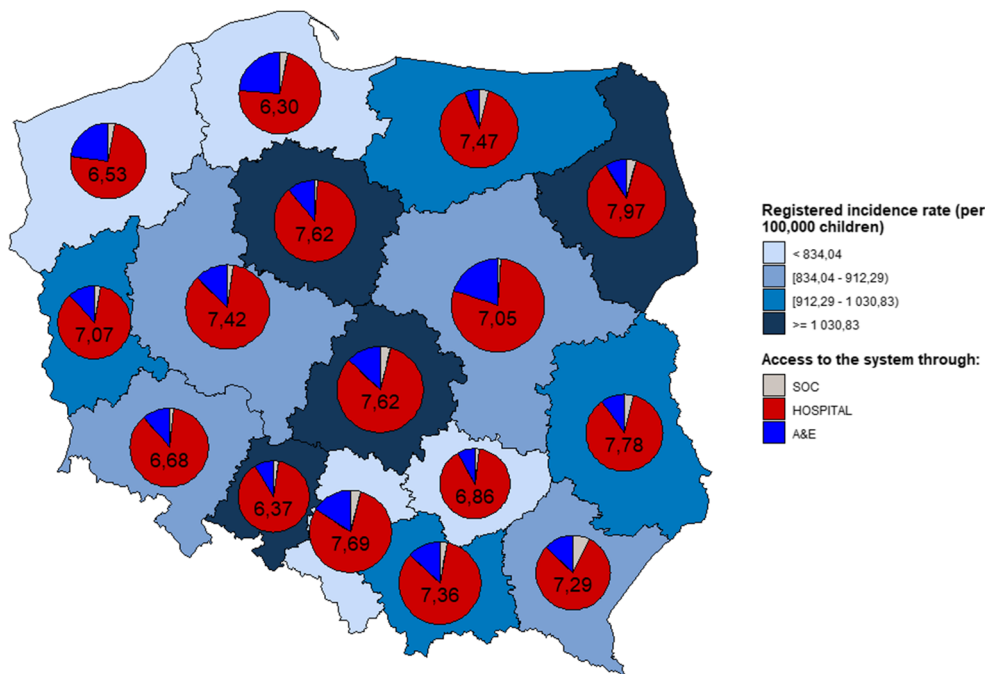 6,30
7,47
6,53
7,97
7,62
7,42
7,05
7,07
7,62
7,78
6,68
6,86
6,37
7,69
7,36
7,29
Registered incidence rate (per
100,000 children)
< 834,04
[834,04 - 912,29)
[912,29 - 1 030,83)
>= 1 030,83
Access to the system through:
SOC
HOSPITAL
A&E